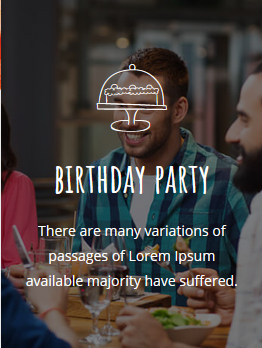 BIRTHDAY PARTY
There are many variations of
passages of Lorem Ipsum
available majority have suffered.